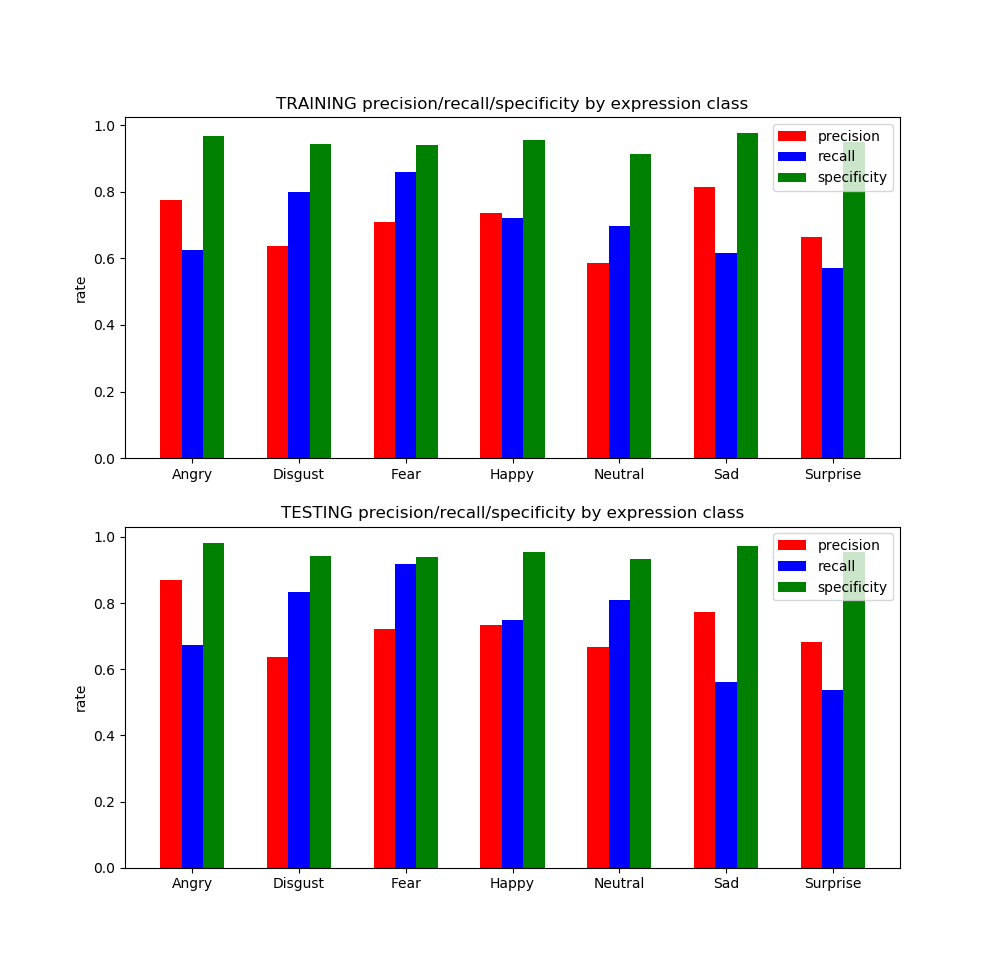 TRAINING precision/recall/specificity by expression class
1.0
0.8
0.6
0.4
0.2
0.0
rate
precision
recall
specificity
Angry Disgust Fear Happy Neutral Sad Surprise
TESTING precision/recall/specificity by expression class
1.0
0.8
0.6
0.4
0.2
0.0
rate
precision
recall
specificity
Angry Disgust Fear Happy Neutral Sad Surprise